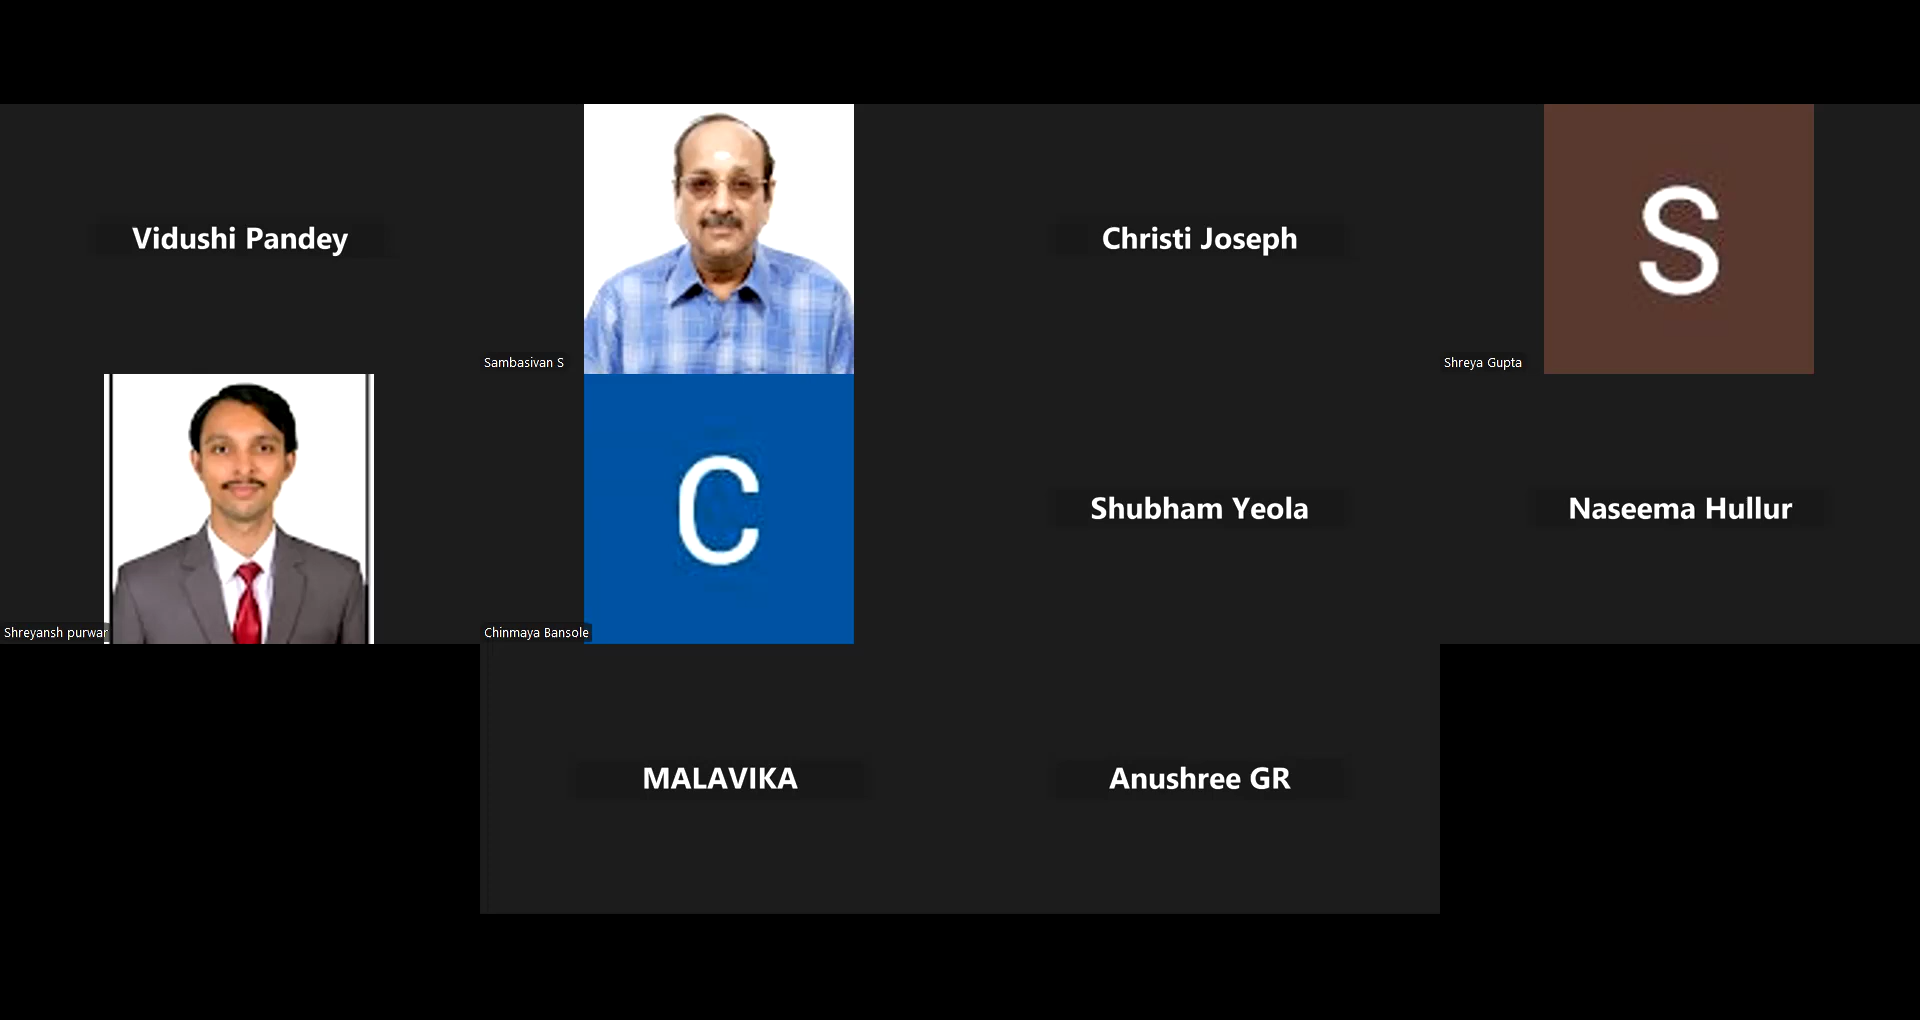 Vidushi Pandey
Sambasivan S
Christi Joseph
S
Shreya Gupta
Shreyansh purwar
C
Chinmaya Bansole
Shubham Yeola
Naseema Hullur
MALAVIKA
Anushree GR